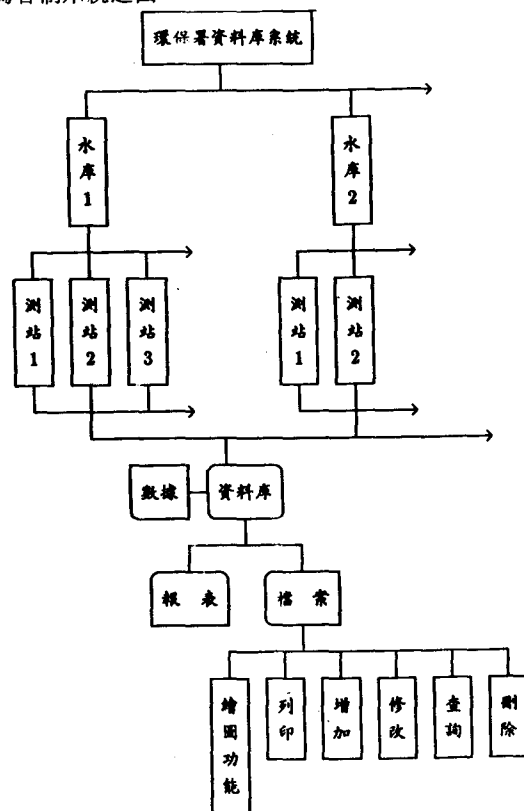 環保署資料庫系統
水庫1
水庫2
測站1
測站2
測站3
測站1
測站2
數據
資料庫
報表
檔案
繪圖功能
列印
增加
修改
查詢
刪除